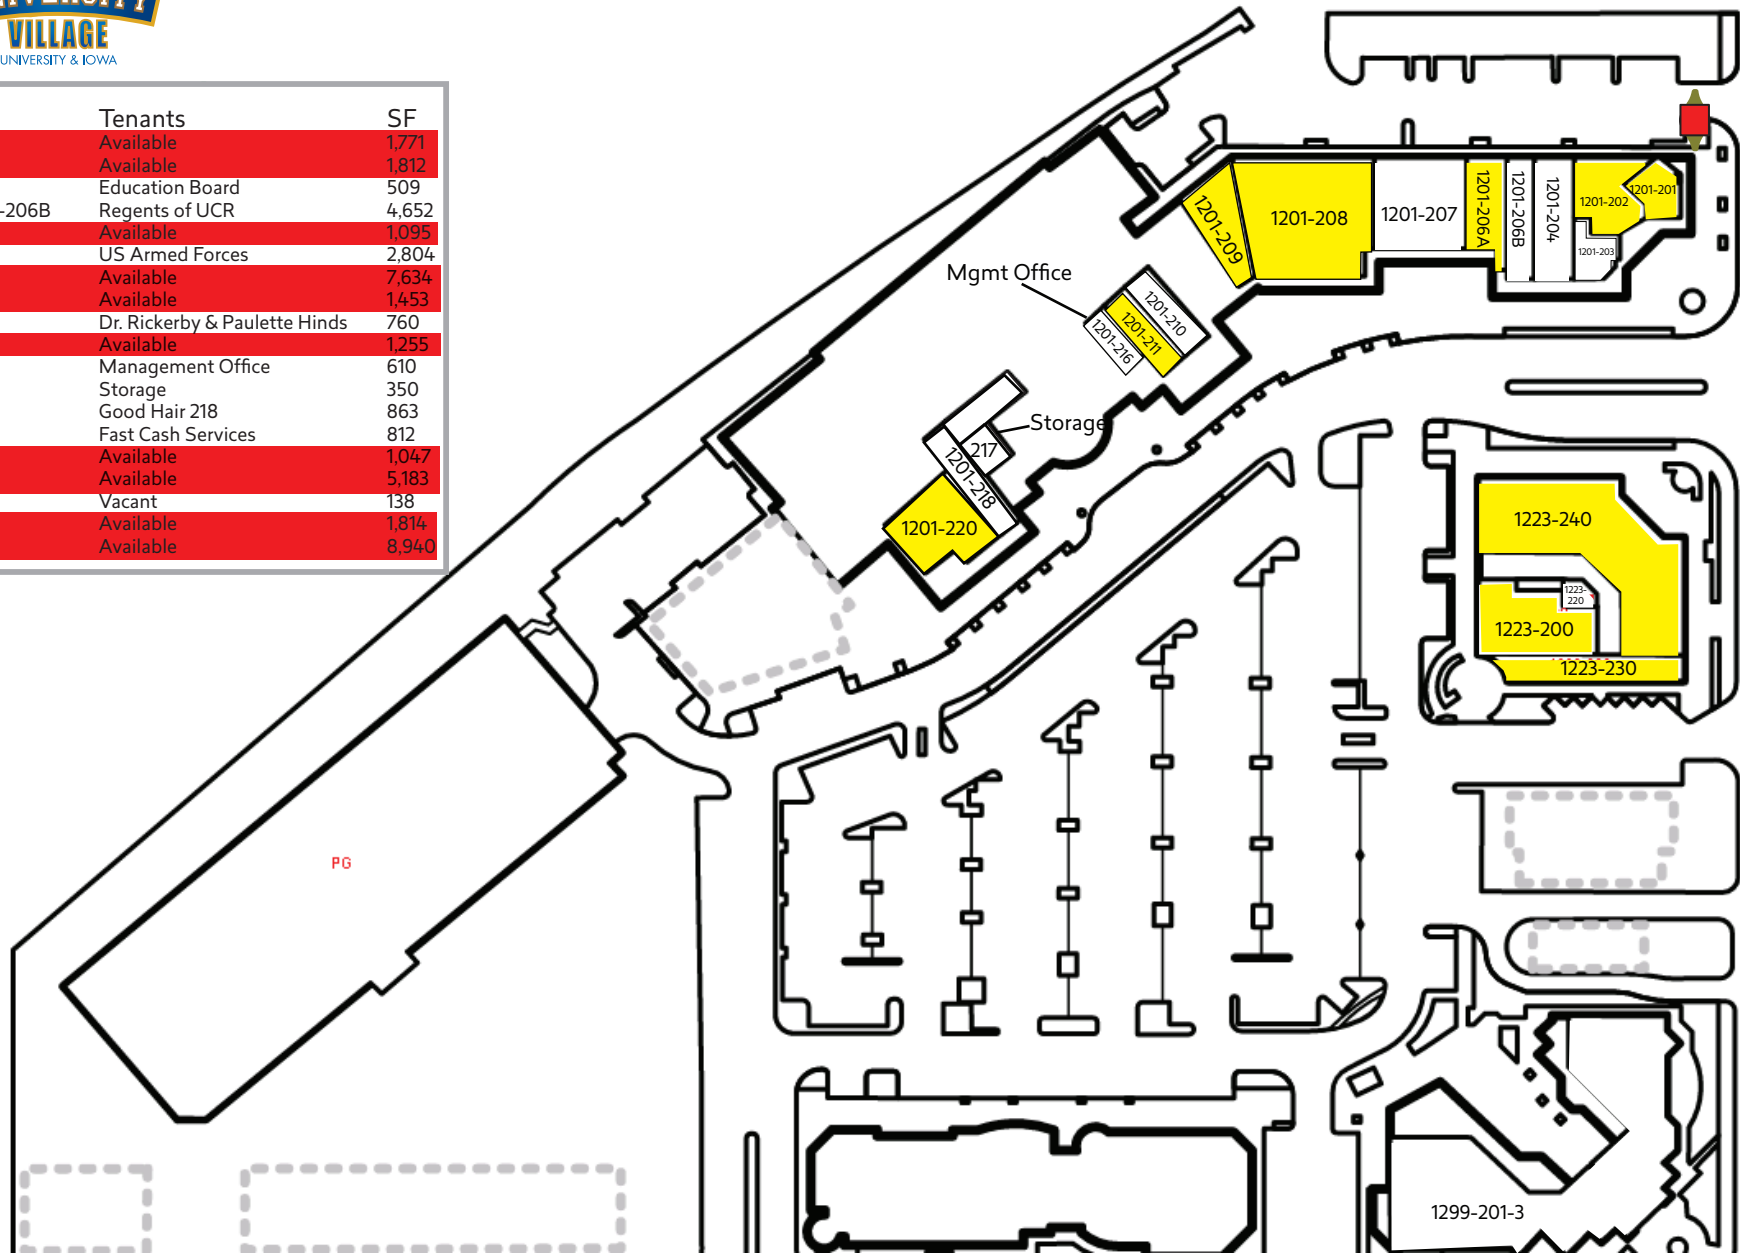 VILLAGE
UNIVERSITY & IOWA
Tenants SF
Available 1,771
Available 1,812
Education Board 509
-206B Regents of UCR 4,652
Available 1,095
US Armed Forces 2,804
Available 7,634
Available 1,453
Dr. Rickerby & Paulette Hinds 760
Available 1,255
Management Office 610
Storage 350
Good Hair 218 863
Fast Cash Services 812
Available 1,047
Available 5,183
Vacant 138
Available 1,814
Available 8,940
1201-209
1201-208
1201-207
1201-206A
1201-206B
1201-204
1201-202
1201-201
1201-203
Mgmt Office
1201-210
1201-211
1201-216
Storage
217
1201-218
1201-220
1223-240
1223-
220
1223-200
1223-230
PG
1299-201-3